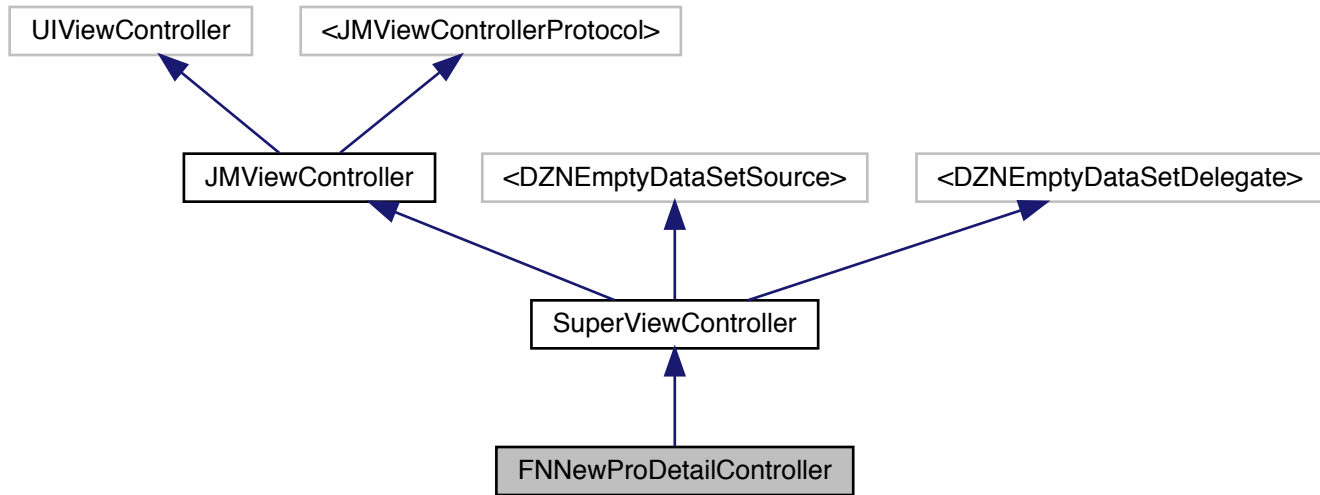 UIViewController
<JMViewControllerProtocol>
JMViewController
<DZNEmptyDataSetSource>
<DZNEmptyDataSetDelegate>
SuperViewController
FNNewProDetailController